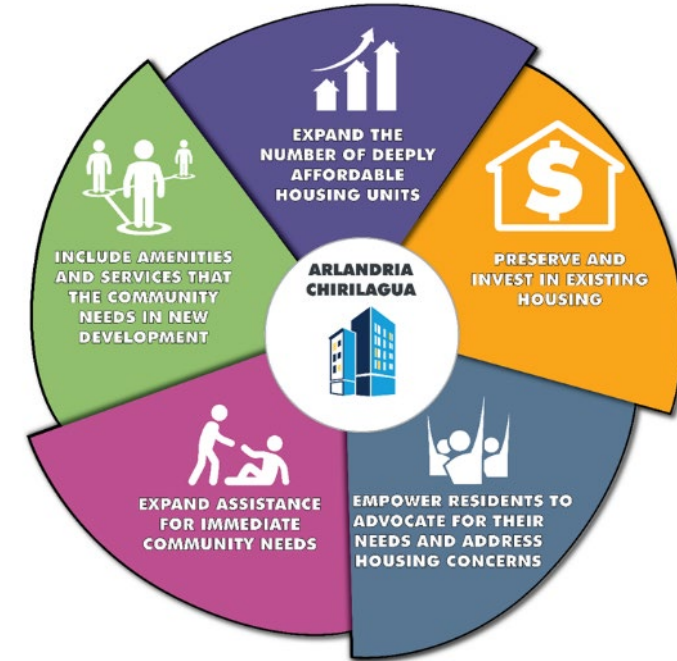 EXPAND THE
NUMBER OF DEEPLY
AFFORDABLE
HOUSING UNITS
PRESERVE AND
INVEST IN EXISTING
HOUSING
EMPOWER RESIDENTS TO
ADVOCATE FOR THEIR
NEEDS AND ADDRESS
HOUSING CONCERNS
EXPAND ASSISTANCE
FOR IMMEDIATE
COMMUNITY NEEDS
INCLUDE AMENITIES
AND SERVICES THAT
THE COMMUNITY
NEEDS IN NEW
DEVELOPMENT
ARLANDRIA
CHIRILAGUA
$